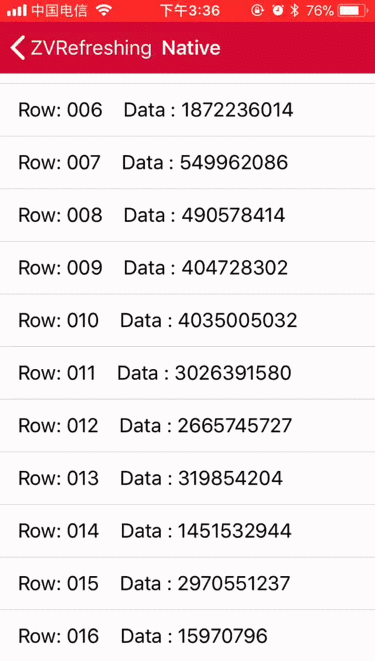 中国电信 下午3:36 76%
ZVRefreshing Native
Row: 006 Data : 1872236014
Row: 007 Data : 549962086
Row: 008 Data : 490578414
Row: 009 Data : 404728302
Row: 010 Data : 4035005032
Row: 011 Data : 3026391580
Row: 012 Data : 2665745727
Row: 013 Data : 319854204
Row: 014 Data : 1451532944
Row: 015 Data : 2970551237
Row: 016 Data : 15970796